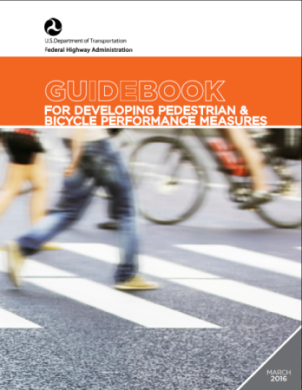 U.S. Department of Transportation
Federal Highway Administration
GUIDEBOOK
FOR DEVELOPING PEDESTRIAN &
BICYCLE PERFORMANCE MEASURES
MARCH
2016